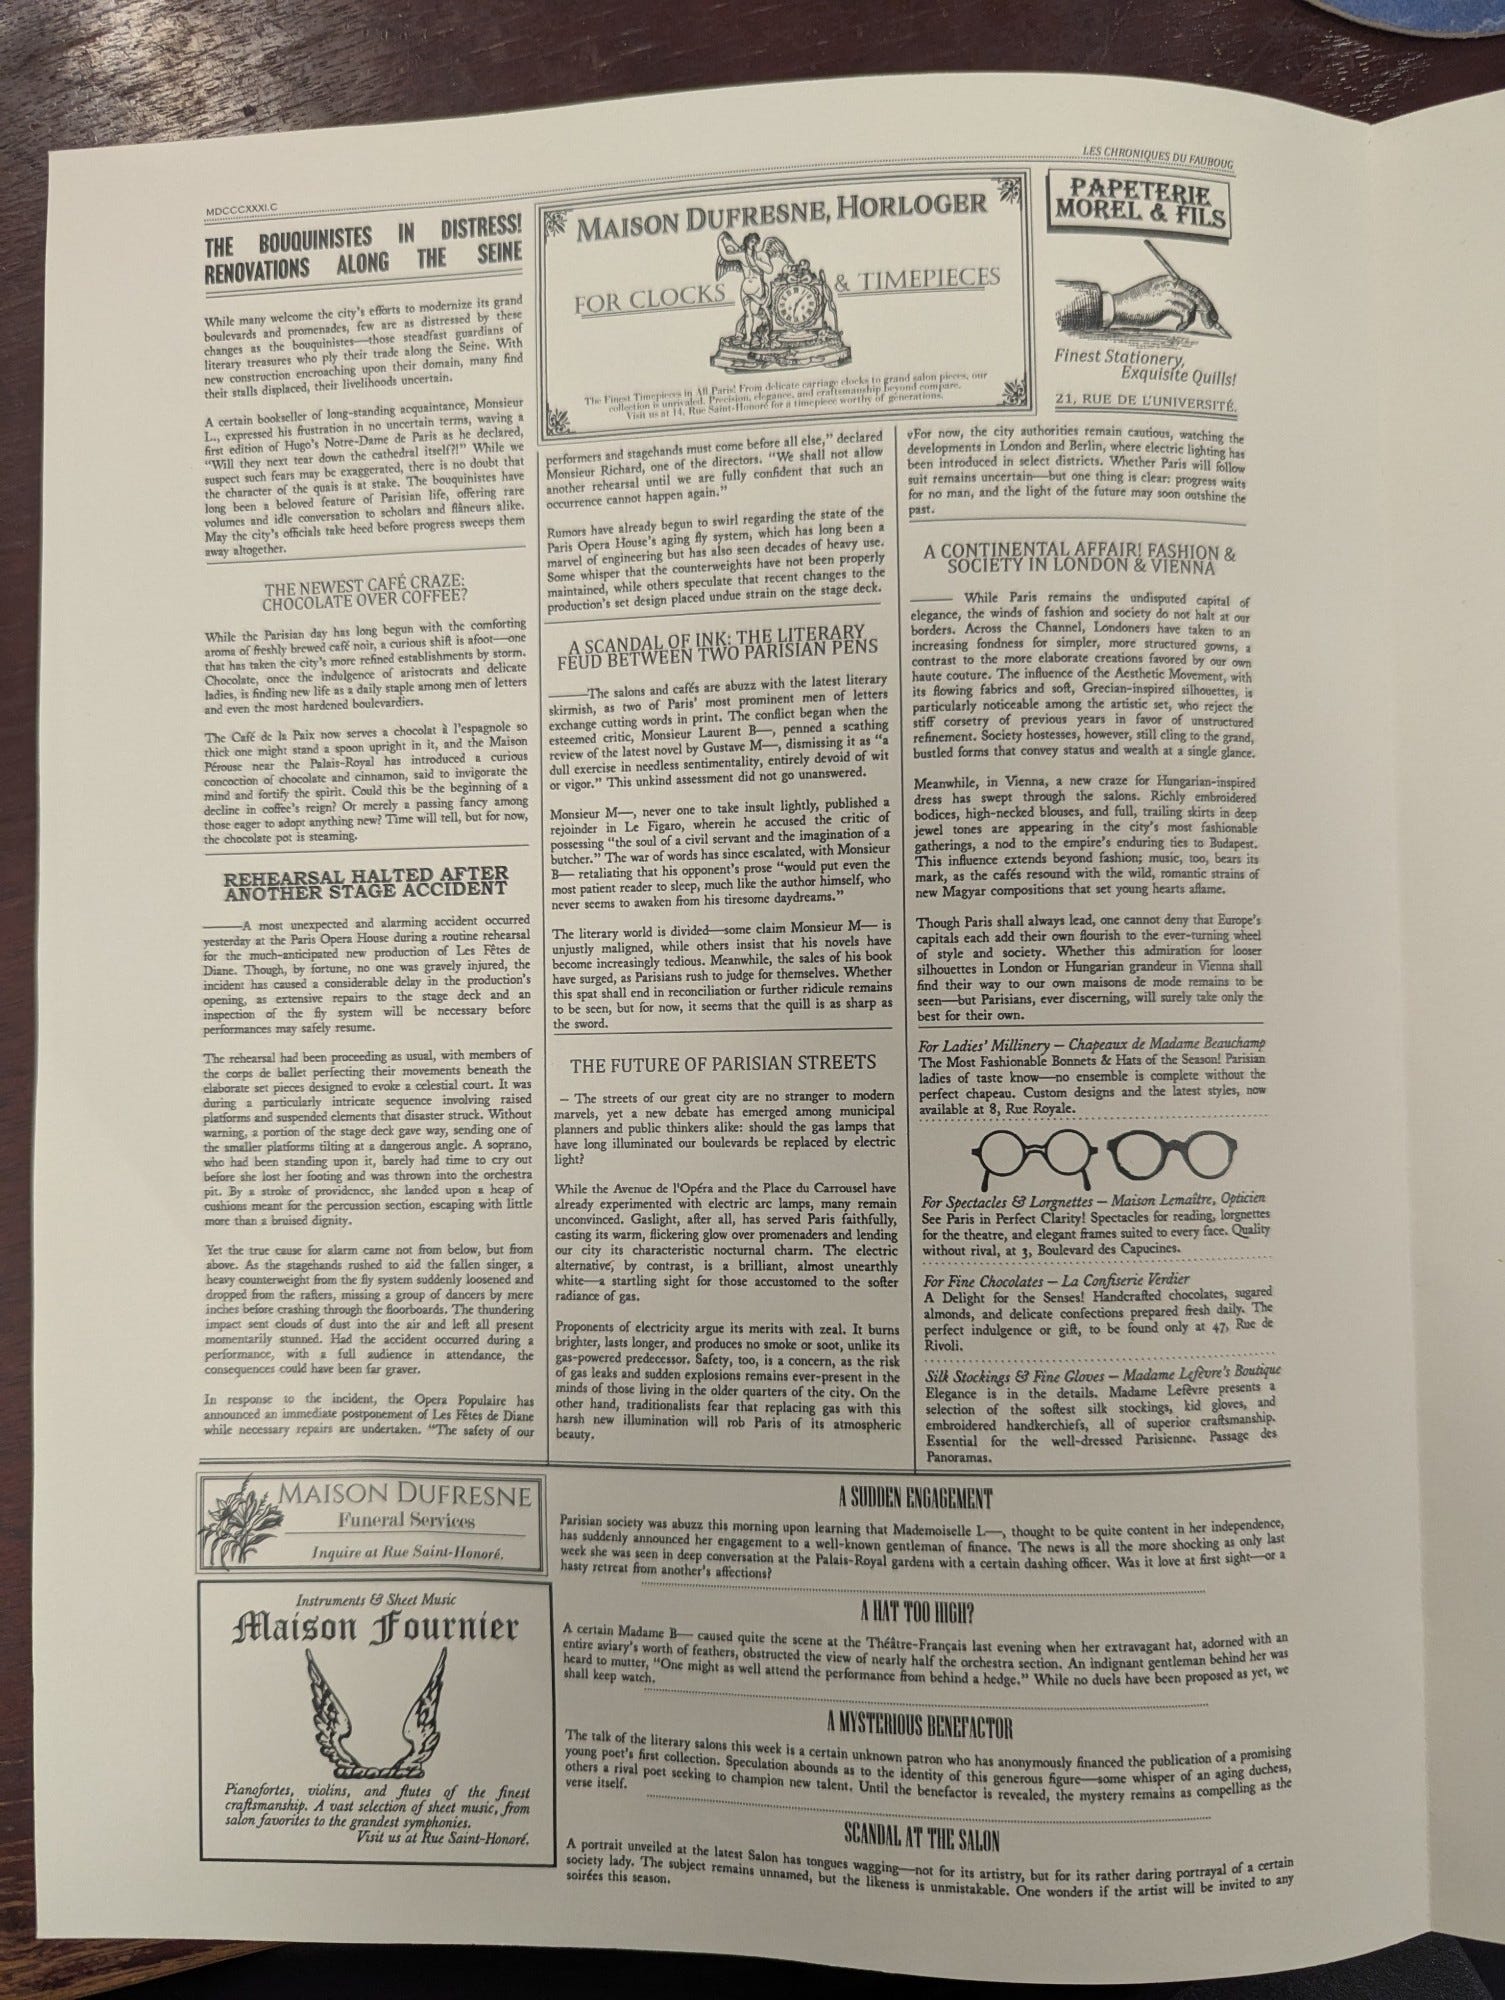 MDCCCXXXI.C
LES CHRONIQUES DU FAUBOUG
THE BOUQUINISTES IN DISTRESS!
RENOVATIONS ALONG THE SEINE
While many welcome the city's efforts to modernize its grand
boulevards and promenades, few are as distressed by these
changes as the bouquinistes—those steadfast guardians of
literary treasures who ply their trade along the Seine. With
new construction encroaching upon their domain, many find
their stalls displaced, their livelihoods uncertain.
A certain bookseller of long-standing acquaintance, Monsieur
L., expressed his frustration in no uncertain terms, waving a
first edition of Hugo's Notre-Dame de Paris as he declared,
"Will they next tear down the cathedral itself?!" While we
suspect such fears may be exaggerated, there is no doubt that
the character of the quais is at stake. The bouquinistes have
long been a beloved feature of Parisian life, offering rare
volumes and idle conversation to scholars and flâneurs alike.
May the city's officials take heed before progress sweeps them
away altogether.
THE NEWEST CAFÉ CRAZE:
CHOCOLATE OVER COFFEE?
While the Parisian day has long begun with the comforting
aroma of freshly brewed café noir, a curious shift is afoot—one
that has taken the city's more refined establishments by storm.
Chocolate, once the indulgence of aristocrats and delicate
ladies, is finding new life as a daily staple among men of letters
and even the most hardened boulevardiers.
The Café de la Paix now serves a chocolat à l'espagnole so
thick one might stand a spoon upright in it, and the Maison
Pérouse near the Palais-Royal has introduced a curious
concoction of chocolate and cinnamon, said to invigorate the
mind and fortify the spirit. Could this be the beginning of a
decline in coffee's reign? Or merely a passing fancy among
those eager to adopt anything new? Time will tell, but for now,
the chocolate pot is steaming.
REHEARSAL HALTED AFTER
ANOTHER STAGE ACCIDENT
———A most unexpected and alarming accident occurred
yesterday at the Paris Opera House during a routine rehearsal
for the much-anticipated new production of Les Fêtes de
Diane. Though, by fortune, no one was gravely injured, the
incident has caused a considerable delay in the production's
opening, as extensive repairs to the stage deck and an
inspection of the fly system will be necessary before
performances may safely resume.
The rehearsal had been proceeding as usual, with members of
the corps de ballet perfecting their movements beneath the
elaborate set pieces designed to evoke a celestial court. It was
during a particularly intricate sequence involving raised
platforms and suspended elements that disaster struck. Without
warning, a portion of the stage deck gave way, sending one of
the smaller platforms tilting at a dangerous angle. A soprano,
who had been standing upon it, barely had time to cry out
before she lost her footing and was thrown into the orchestra
pit. By a stroke of providence, she landed upon a heap of
cushions meant for the percussion section, escaping with little
more than a bruised dignity.
Yet the true cause for alarm came not from below, but from
above. As the stagehands rushed to aid the fallen singer, a
heavy counterweight from the fly system suddenly loosened and
dropped from the rafters, missing a group of dancers by mere
inches before crashing through the floorboards. The thundering
impact sent clouds of dust into the air and left all present
momentarily stunned. Had the accident occurred during a
performance, with a full audience in attendance, the
consequences could have been far graver.
In response to the incident, the Opera Populaire has
announced an immediate postponement of Les Fêtes de Diane
while necessary repairs are undertaken. "The safety of our
MAISON DUFRESNE, HORLOGER
FOR CLOCKS & TIMEPIECES
The Finest Timepieces in All Paris! From delicate carriage clocks to grand salon pieces, our
collection is unrivaled. Precision, elegance, and craftsmanship beyond compare.
Visit us at 14, Rue Saint-Honoré for a timepiece worthy of generations.
PAPETERIE
MOREL & FILS
Finest Stationery,
Exquisite Quills!
21, RUE DE L'UNIVERSITÉ.
performers and stagehands must come before all else," declared
Monsieur Richard, one of the directors. "We shall not allow
another rehearsal until we are fully confident that such an
occurrence cannot happen again."
Rumors have already begun to swirl regarding the state of the
Paris Opera House's aging fly system, which has long been a
marvel of engineering but has also seen decades of heavy use.
Some whisper that the counterweights have not been properly
maintained, while others speculate that recent changes to the
production's set design placed undue strain on the stage deck.
A SCANDAL OF INK: THE LITERARY
FEUD BETWEEN TWO PARISIAN PENS
———The salons and cafés are abuzz with the latest literary
skirmish, as two of Paris' most prominent men of letters
exchange cutting words in print. The conflict began when the
esteemed critic, Monsieur Laurent B—, penned a scathing
review of the latest novel by Gustave M—, dismissing it as "a
dull exercise in needless sentimentality, entirely devoid of wit
or vigor." This unkind assessment did not go unanswered.
Monsieur M—, never one to take insult lightly, published a
rejoinder in Le Figaro, wherein he accused the critic of
possessing "the soul of a civil servant and the imagination of a
butcher." The war of words has since escalated, with Monsieur
B— retaliating that his opponent's prose "would put even the
most patient reader to sleep, much like the author himself, who
never seems to awaken from his tiresome daydreams."
The literary world is divided—some claim Monsieur M— is
unjustly maligned, while others insist that his novels have
become increasingly tedious. Meanwhile, the sales of his book
have surged, as Parisians rush to judge for themselves. Whether
this spat shall end in reconciliation or further ridicule remains
to be seen, but for now, it seems that the quill is as sharp as
the sword.
THE FUTURE OF PARISIAN STREETS
– The streets of our great city are no stranger to modern
marvels, yet a new debate has emerged among municipal
planners and public thinkers alike: should the gas lamps that
have long illuminated our boulevards be replaced by electric
light?
While the Avenue de l'Opéra and the Place du Carrousel have
already experimented with electric arc lamps, many remain
unconvinced. Gaslight, after all, has served Paris faithfully,
casting its warm, flickering glow over promenaders and lending
our city its characteristic nocturnal charm. The electric
alternative, by contrast, is a brilliant, almost unearthly
white—a startling sight for those accustomed to the softer
radiance of gas.
Proponents of electricity argue its merits with zeal. It burns
brighter, lasts longer, and produces no smoke or soot, unlike its
gas-powered predecessor. Safety, too, is a concern, as the risk
of gas leaks and sudden explosions remains ever-present in the
minds of those living in the older quarters of the city. On the
other hand, traditionalists fear that replacing gas with this
harsh new illumination will rob Paris of its atmospheric
beauty.
vFor now, the city authorities remain cautious, watching the
developments in London and Berlin, where electric lighting has
been introduced in select districts. Whether Paris will follow
suit remains uncertain—but one thing is clear: progress waits
for no man, and the light of the future may soon outshine the
past.
A CONTINENTAL AFFAIR! FASHION &
SOCIETY IN LONDON & VIENNA
——— While Paris remains the undisputed capital of
elegance, the winds of fashion and society do not halt at our
borders. Across the Channel, Londoners have taken to an
increasing fondness for simpler, more structured gowns, a
contrast to the more elaborate creations favored by our own
haute couture. The influence of the Aesthetic Movement, with
its flowing fabrics and soft, Grecian-inspired silhouettes, is
particularly noticeable among the artistic set, who reject the
stiff corsetry of previous years in favor of unstructured
refinement. Society hostesses, however, still cling to the grand,
bustled forms that convey status and wealth at a single glance.
Meanwhile, in Vienna, a new craze for Hungarian-inspired
dress has swept through the salons. Richly embroidered
bodices, high-necked blouses, and full, trailing skirts in deep
jewel tones are appearing in the city's most fashionable
gatherings, a nod to the empire's enduring ties to Budapest.
This influence extends beyond fashion; music, too, bears its
mark, as the cafés resound with the wild, romantic strains of
new Magyar compositions that set young hearts aflame.
Though Paris shall always lead, one cannot deny that Europe's
capitals each add their own flourish to the ever-turning wheel
of style and society. Whether this admiration for looser
silhouettes in London or Hungarian grandeur in Vienna shall
find their way to our own maisons de mode remains to be
seen—but Parisians, ever discerning, will surely take only the
best for their own.
For Ladies' Millinery – Chapeaux de Madame Beauchamp
The Most Fashionable Bonnets & Hats of the Season! Parisian
ladies of taste know—no ensemble is complete without the
perfect chapeau. Custom designs and the latest styles, now
available at 8, Rue Royale.
For Spectacles & Lorgnettes – Maison Lemaître, Opticien
See Paris in Perfect Clarity! Spectacles for reading, lorgnettes
for the theatre, and elegant frames suited to every face. Quality
without rival, at 3, Boulevard des Capucines.
For Fine Chocolates – La Confiserie Verdier
A Delight for the Senses! Handcrafted chocolates, sugared
almonds, and delicate confections prepared fresh daily. The
perfect indulgence or gift, to be found only at 47, Rue de
Rivoli.
Silk Stockings & Fine Gloves – Madame Lefèvre's Boutique
Elegance is in the details. Madame Lefèvre presents a
selection of the softest silk stockings, kid gloves, and
embroidered handkerchiefs, all of superior craftsmanship.
Essential for the well-dressed Parisienne. Passage des
Panoramas.
MAISON DUFRESNE
Funeral Services
Inquire at Rue Saint-Honoré.
Instruments & Sheet Music
Maison Fournier
Pianofortes, violins, and flutes of the finest
craftsmanship. A vast selection of sheet music, from
salon favorites to the grandest symphonies.
Visit us at Rue Saint-Honoré.
A SUDDEN ENGAGEMENT
Parisian society was abuzz this morning upon learning that Mademoiselle L—, thought to be quite content in her independence,
has suddenly announced her engagement to a well-known gentleman of finance. The news is all the more shocking as only last
week she was seen in deep conversation at the Palais-Royal gardens with a certain dashing officer. Was it love at first sight—or a
hasty retreat from another's affections?
A HAT TOO HIGH?
A certain Madame B— caused quite the scene at the Théâtre-Français last evening when her extravagant hat, adorned with an
entire aviary's worth of feathers, obstructed the view of nearly half the orchestra section. An indignant gentleman behind her was
heard to mutter, "One might as well attend the performance from behind a hedge." While no duels have been proposed as yet, we
shall keep watch.
A MYSTERIOUS BENEFACTOR
The talk of the literary salons this week is a certain unknown patron who has anonymously financed the publication of a promising
young poet's first collection. Speculation abounds as to the identity of this generous figure—some whisper of an aging duchess,
others a rival poet seeking to champion new talent. Until the benefactor is revealed, the mystery remains as compelling as the
verse itself.
SCANDAL AT THE SALON
A portrait unveiled at the latest Salon has tongues wagging—not for its artistry, but for its rather daring portrayal of a certain
society lady. The subject remains unnamed, but the likeness is unmistakable. One wonders if the artist will be invited to any
soirées this season.